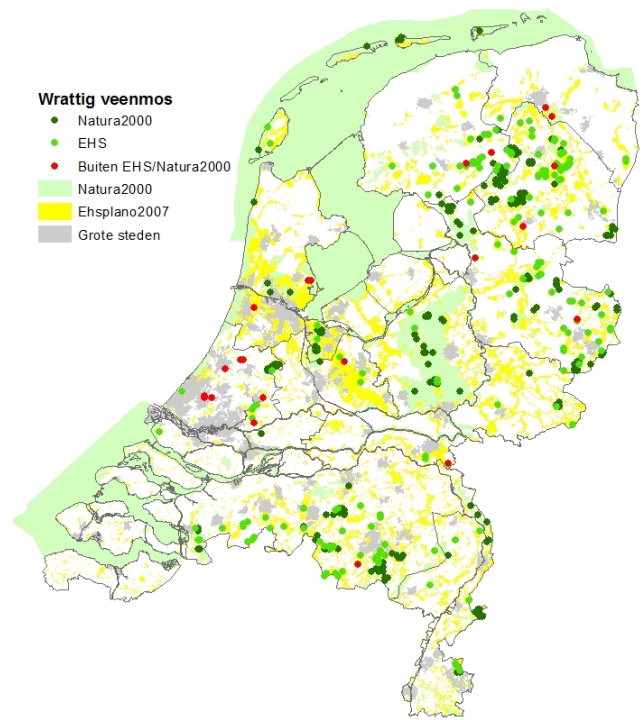 Wrattig veenmos
Natura2000
EHS
Buiten EHS/Natura2000
Natura2000
Ehsplano2007
Grote steden